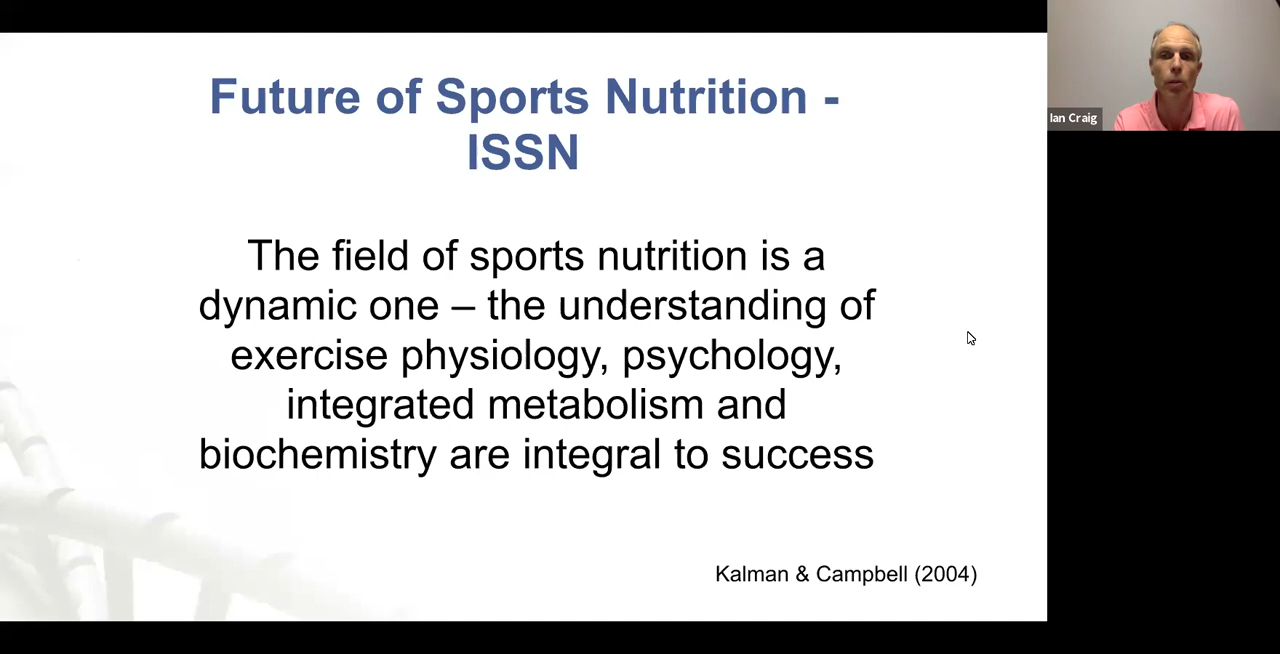 Future of Sports Nutrition -
ISSN
The field of sports nutrition is a
dynamic one – the understanding of
exercise physiology, psychology,
integrated metabolism and
biochemistry are integral to success
Kalman & Campbell (2004)
Ian Craig